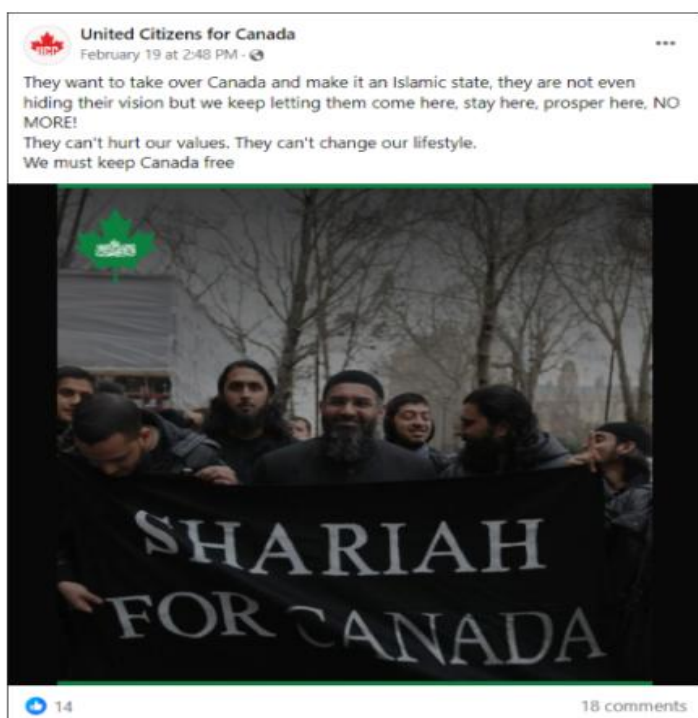 United Citizens for Canada
February 19 at 2:48 PM ·
They want to take over Canada and make it an Islamic state, they are not even
hiding their vision but we keep letting them come here, stay here, prosper here, NO
MORE!
They can't hurt our values. They can't change our lifestyle.
We must keep Canada free
SHARIAH
FOR CANADA
14
18 comments